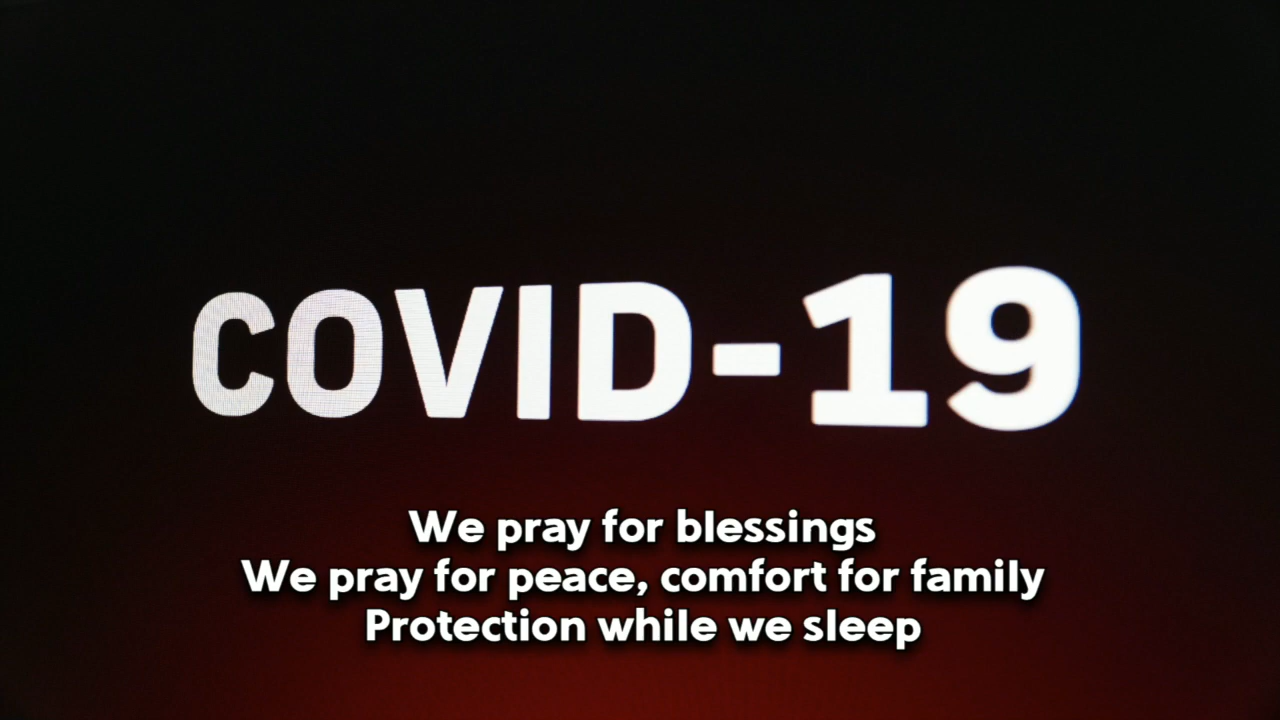 COVID-19
We pray for blessings
We pray for peace, comfort for family
Protection while we sleep